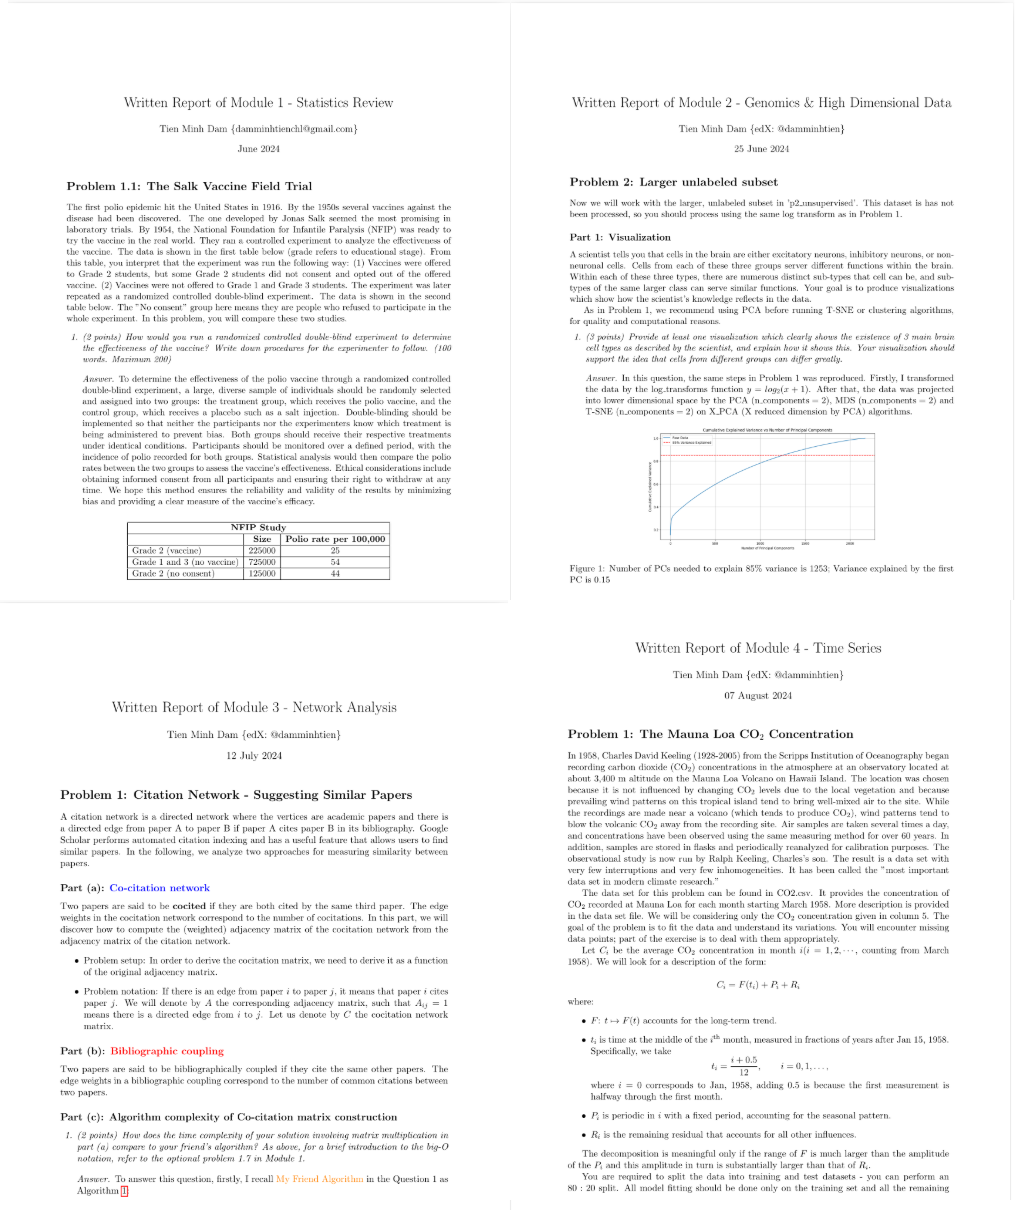 Written Report of Module 1 - Statistics Review
Tien Minh Dam {damminhtienchl@gmail.com}
June 2024
Problem 1.1: The Salk Vaccine Field Trial
The first polio epidemic hit the United States in 1916. By the 1950s several vaccines against the
disease had been discovered. The one developed by Jonas Salk seemed the most promising in
laboratory trials. By 1954, the National Foundation for Infantile Paralysis (NFIP) was ready to
try the vaccine in the real world. They ran a controlled experiment to analyze the effectiveness of
the vaccine. The data is shown in the first table below (grade refers to educational stage). From
this table, you interpret that the experiment was run the following way: (1) Vaccines were offered
to Grade 2 students, but some Grade 2 students did not consent and opted out of the offered
vaccine. (2) Vaccines were not offered to Grade 1 and Grade 3 students. The experiment was later
repeated as a randomized controlled double-blind experiment. The data is shown in the second
table below. The "No consent" group here means they are people who refused to participate in the
whole experiment. In this problem, you will compare these two studies.
1. (2 points) How would you run a randomized controlled double-blind experiment to determine
the effectiveness of the vaccine? Write down procedures for the experimenter to follow. (100
words. Maximum 200)
Answer. To determine the effectiveness of the polio vaccine through a randomized controlled
double-blind experiment, a large, diverse sample of individuals should be randomly selected
and assigned into two groups: the treatment group, which receives the polio vaccine, and the
control group, which receives a placebo such as a salt injection. Double-blinding should be
implemented so that neither the participants nor the experimenters know which treatment is
being administered to prevent bias. Both groups should receive their respective treatments
under identical conditions. Participants should be monitored over a defined period, with the
incidence of polio recorded for both groups. Statistical analysis would then compare the polio
rates between the two groups to assess the vaccine's effectiveness. Ethical considerations include
obtaining informed consent from all participants and ensuring their right to withdraw at any
time. We hope this method ensures the reliability and validity of the results by minimizing
bias and providing a clear measure of the vaccine's efficacy.
NFIP Study
Size Polio rate per 100,000
Grade 2 (vaccine) 225000 25
Grade 1 and 3 (no vaccine) 725000 54
Grade 2 (no consent) 125000 44
Written Report of Module 2 - Genomics & High Dimensional Data
Tien Minh Dam {edX: @damminhtien}
25 June 2024
Problem 2: Larger unlabeled subset
Now we will work with the larger, unlabeled subset in 'p2_unsupervised'. This dataset is has not
been processed, so you should process using the same log transform as in Problem 1.
Part 1: Visualization
A scientist tells you that cells in the brain are either excitatory neurons, inhibitory neurons, or non-
neuronal cells. Cells from each of these three groups server different functions within the brain.
Within each of these three types, there are numerous distinct sub-types that cell can be, and sub-
types of the same larger class can serve similar functions. Your goal is to produce visualizations
which show how the scientist's knowledge reflects in the data.
As in Problem 1, we recommend using PCA before running T-SNE or clustering algorithms,
for quality and computational reasons.
1. (3 points) Provide at least one visualization which clearly shows the existence of 3 main brain
cell types as described by the scientist, and explain how it shows this. Your visualization should
support the idea that cells from different groups can differ greatly.
Answer. In this question, the same steps in Problem 1 was reproduced. Firstly, I transformed
the data by the log_transforms function y = log₂(x + 1). After that, the data was projected
into lower dimensional space by the PCA (n_components = 2), MDS (n_components = 2) and
T-SNE (n_components = 2) on X_PCA (X reduced dimension by PCA) algorithms.
Cumulative Explained Variance vs Number of Principal Components
Raw Data
85% Variance Explained
Cumulative Explained Variance
Number of Principal Components
Figure 1: Number of PCs needed to explain 85% variance is 1253; Variance explained by the first
PC is 0.15
Written Report of Module 3 - Network Analysis
Tien Minh Dam {edX: @damminhtien}
12 July 2024
Problem 1: Citation Network - Suggesting Similar Papers
A citation network is a directed network where the vertices are academic papers and there is
a directed edge from paper A to paper B if paper A cites paper B in its bibliography. Google
Scholar performs automated citation indexing and has a useful feature that allows users to find
similar papers. In the following, we analyze two approaches for measuring similarity between
papers.
Part (a): Co-citation network
Two papers are said to be cocited if they are both cited by the same third paper. The edge
weights in the cocitation network correspond to the number of cocitations. In this part, we will
discover how to compute the (weighted) adjacency matrix of the cocitation network from the
adjacency matrix of the citation network.
• Problem setup: In order to derive the cocitation matrix, we need to derive it as a function
of the original adjacency matrix.
• Problem notation: If there is an edge from paper i to paper j, it means that paper i cites
paper j. We will denote by A the corresponding adjacency matrix, such that Aᵢⱼ = 1
means there is a directed edge from i to j. Let us denote by C the cocitation network
matrix.
Part (b): Bibliographic coupling
Two papers are said to be bibliographically coupled if they cite the same other papers. The
edge weights in a bibliographic coupling correspond to the number of common citations between
two papers.
Part (c): Algorithm complexity of Co-citation matrix construction
1. (2 points) How does the time complexity of your solution involving matrix multiplication in
part (a) compare to your friend's algorithm? As above, for a brief introduction to the big-O
notation, refer to the optional problem 1.7 in Module 1.
Answer. To answer this question, firstly, I recall My Friend Algorithm in the Question 1 as
Algorithm 1:
Written Report of Module 4 - Time Series
Tien Minh Dam {edX: @damminhtien}
07 August 2024
Problem 1: The Mauna Loa CO₂ Concentration
In 1958, Charles David Keeling (1928-2005) from the Scripps Institution of Oceanography began
recording carbon dioxide (CO₂) concentrations in the atmosphere at an observatory located at
about 3,400 m altitude on the Mauna Loa Volcano on Hawaii Island. The location was chosen
because it is not influenced by changing CO₂ levels due to the local vegetation and because
prevailing wind patterns on this tropical island tend to bring well-mixed air to the site. While
the recordings are made near a volcano (which tends to produce CO₂), wind patterns tend to
blow the volcanic CO₂ away from the recording site. Air samples are taken several times a day,
and concentrations have been observed using the same measuring method for over 60 years. In
addition, samples are stored in flasks and periodically reanalyzed for calibration purposes. The
observational study is now run by Ralph Keeling, Charles's son. The result is a data set with
very few interruptions and very few inhomogeneities. It has been called the "most important
data set in modern climate research."
The data set for this problem can be found in CO2.csv. It provides the concentration of
CO₂ recorded at Mauna Loa for each month starting March 1958. More description is provided
in the data set file. We will be considering only the CO₂ concentration given in column 5. The
goal of the problem is to fit the data and understand its variations. You will encounter missing
data points; part of the exercise is to deal with them appropriately.
Let Cᵢ be the average CO₂ concentration in month i(i = 1, 2, ⋯, counting from March
1958). We will look for a description of the form:
Cᵢ = F(tᵢ) + Pᵢ + Rᵢ
where:
• F: t ↦ F(t) accounts for the long-term trend.
• tᵢ is time at the middle of the iᵗʰ month, measured in fractions of years after Jan 15, 1958.
Specifically, we take
tᵢ = (i + 0.5)/12, i = 0, 1, . . . ,
where i = 0 corresponds to Jan, 1958, adding 0.5 is because the first measurement is
halfway through the first month.
• Pᵢ is periodic in i with a fixed period, accounting for the seasonal pattern.
• Rᵢ is the remaining residual that accounts for all other influences.
The decomposition is meaningful only if the range of F is much larger than the amplitude
of the Pᵢ and this amplitude in turn is substantially larger than that of Rᵢ.
You are required to split the data into training and test datasets - you can perform an
80 : 20 split. All model fitting should be done only on the training set and all the remaining